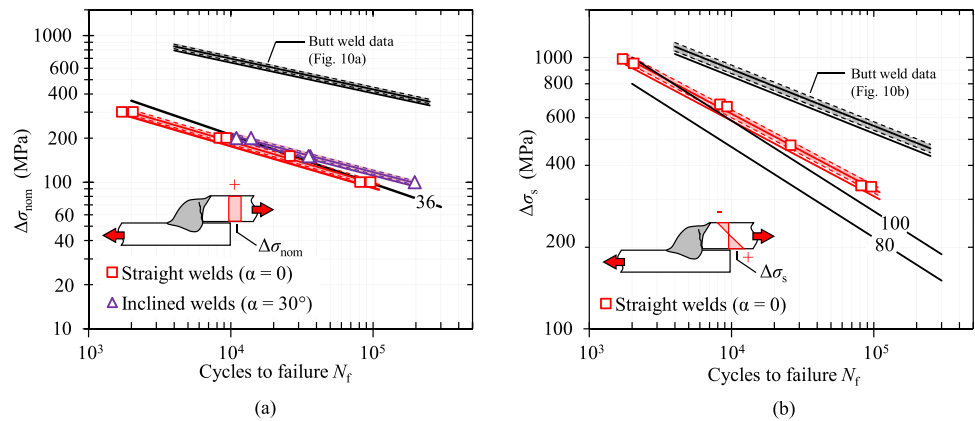 1000
600
400
200
100
60
40
20
10
Δσnom (MPa)
Butt weld data
(Fig. 10a)
36
+
Δσnom
Straight welds (α = 0)
Inclined welds (α = 30°)
10³
10⁴
10⁵
Cycles to failure Nf
(a)
1000
800
600
400
200
100
Δσs (MPa)
Butt weld data
(Fig. 10b)
100
80
-
+
Δσs
Straight welds (α = 0)
10³
10⁴
10⁵
Cycles to failure Nf
(b)